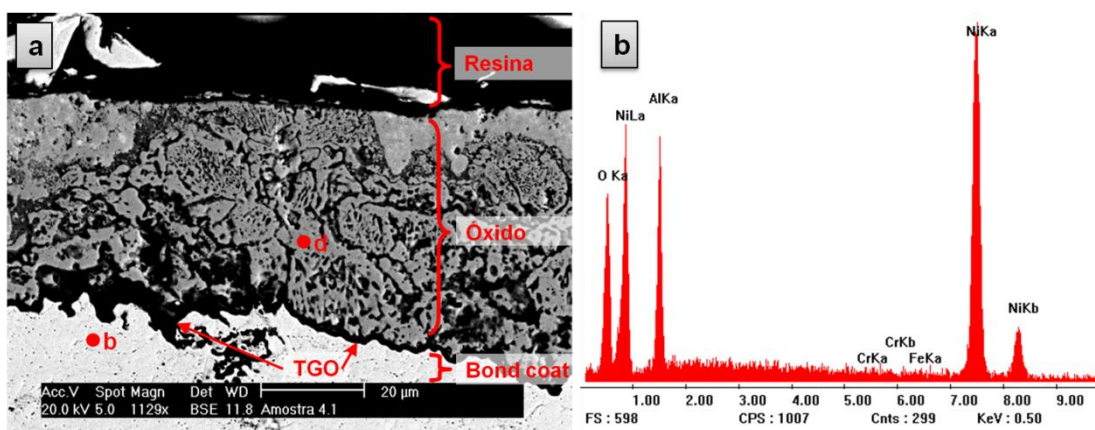 a
Resina
Óxido
d
b
TGO
Bond coat
Acc.V Spot Magn Det WD 20 µm
20.0 kV 5.0 1129x BSE 11.8 Amostra 4.1
b
NiKa
AlKa
NiLa
O Ka
NiKb
CrKb
CrKa FeKa
1.00 2.00 3.00 4.00 5.00 6.00 7.00 8.00 9.00
FS : 598 CPS : 1007 Cnts : 299 KeV : 0.50